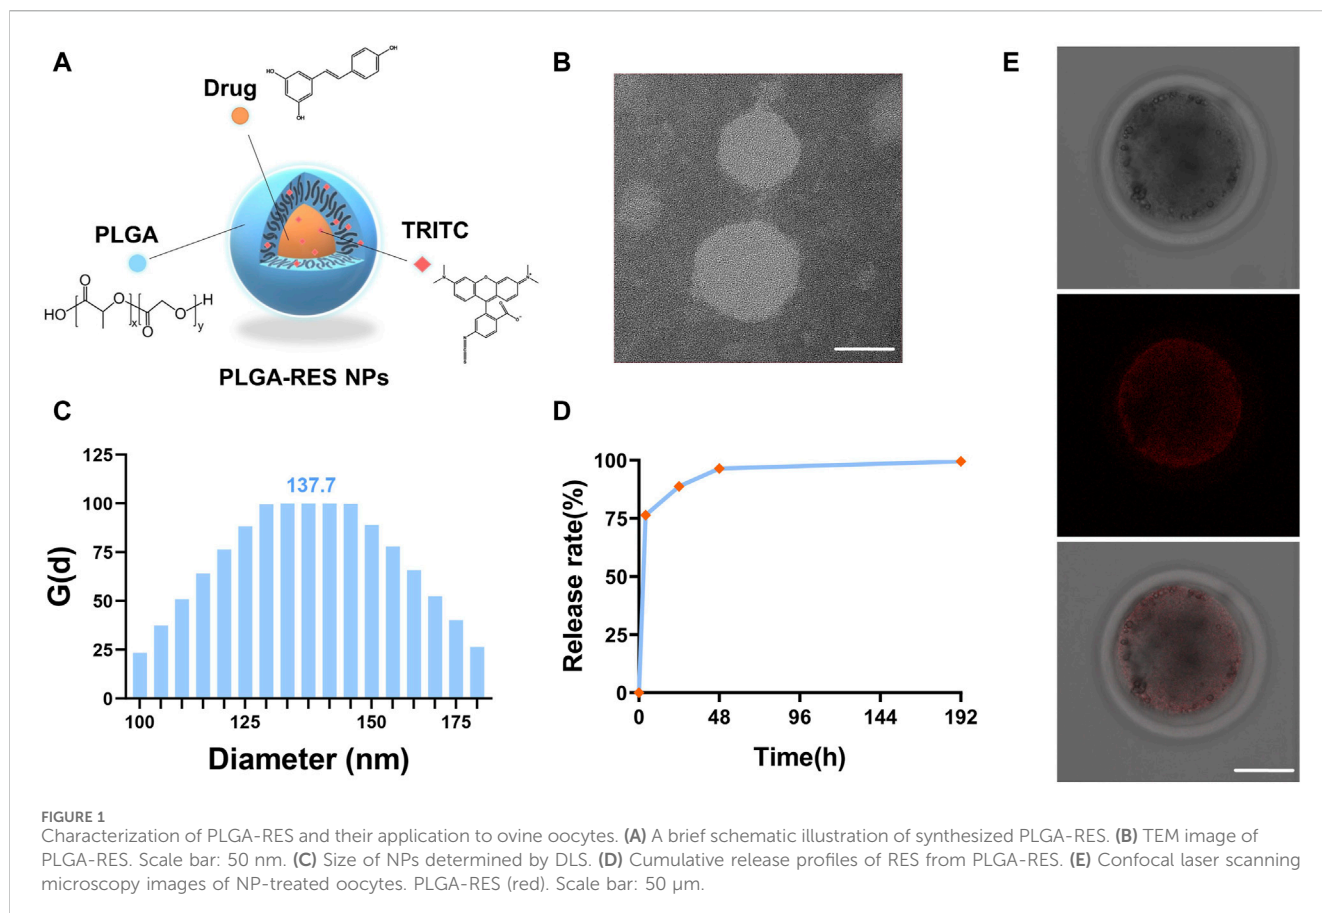 A
Drug
HO
OH
OH
PLGA
TRITC
HO
O
O
x
O
O
y
H
O
N
N⁺
O
O⁻
N
PLGA-RES NPs
B
C
125
100
75
50
25
0
G(d)
137.7
100
125
150
175
Diameter (nm)
D
100
75
50
25
0
Release rate(%)
0
48
96
144
192
Time(h)
E
FIGURE 1
Characterization of PLGA-RES and their application to ovine oocytes. (A) A brief schematic illustration of synthesized PLGA-RES. (B) TEM image of
PLGA-RES. Scale bar: 50 nm. (C) Size of NPs determined by DLS. (D) Cumulative release profiles of RES from PLGA-RES. (E) Confocal laser scanning
microscopy images of NP-treated oocytes. PLGA-RES (red). Scale bar: 50 µm.